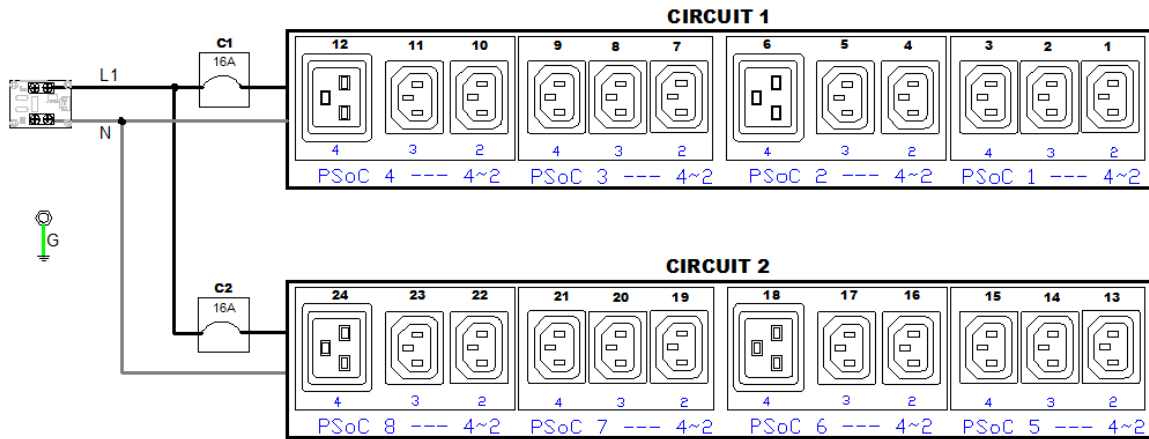 CIRCUIT 1
C1
16A
12 11 10 9 8 7 6 5 4 3 2 1
L1
N
4 3 2 4 3 2 4 3 2 4 3 2
PSoC 4 --- 4~2 PSoC 3 --- 4~2 PSoC 2 --- 4~2 PSoC 1 --- 4~2
G
CIRCUIT 2
C2
16A
24 23 22 21 20 19 18 17 16 15 14 13
4 3 2 4 3 2 4 3 2 4 3 2
PSoC 8 --- 4~2 PSoC 7 --- 4~2 PSoC 6 --- 4~2 PSoC 5 --- 4~2